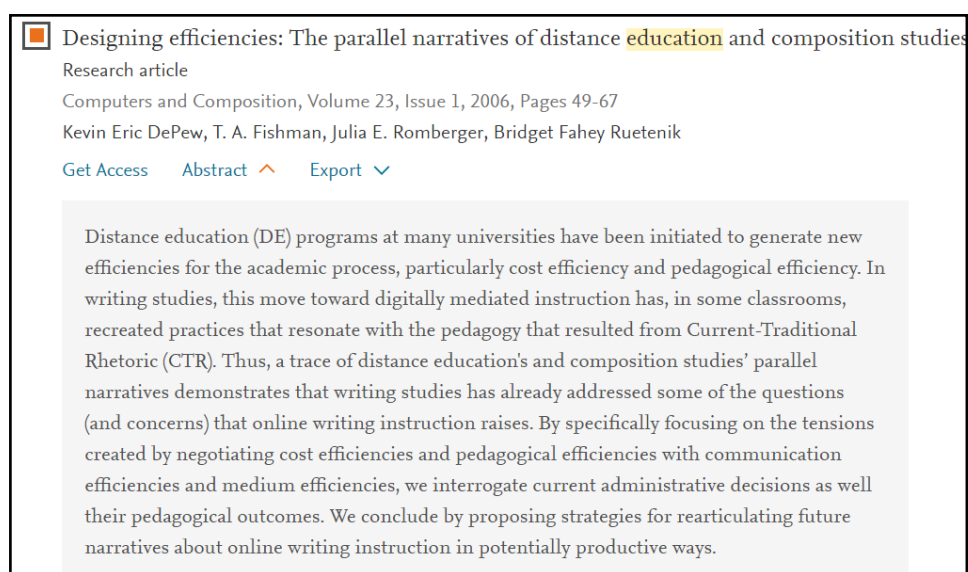 Designing efficiencies: The parallel narratives of distance education and composition studies
Research article
Computers and Composition, Volume 23, Issue 1, 2006, Pages 49-67
Kevin Eric DePew, T. A. Fishman, Julia E. Romberger, Bridget Fahey Ruetenik
Get Access Abstract Export
Distance education (DE) programs at many universities have been initiated to generate new
efficiencies for the academic process, particularly cost efficiency and pedagogical efficiency. In
writing studies, this move toward digitally mediated instruction has, in some classrooms,
recreated practices that resonate with the pedagogy that resulted from Current-Traditional
Rhetoric (CTR). Thus, a trace of distance education's and composition studies’ parallel
narratives demonstrates that writing studies has already addressed some of the questions
(and concerns) that online writing instruction raises. By specifically focusing on the tensions
created by negotiating cost efficiencies and pedagogical efficiencies with communication
efficiencies and medium efficiencies, we interrogate current administrative decisions as well
their pedagogical outcomes. We conclude by proposing strategies for rearticulating future
narratives about online writing instruction in potentially productive ways.